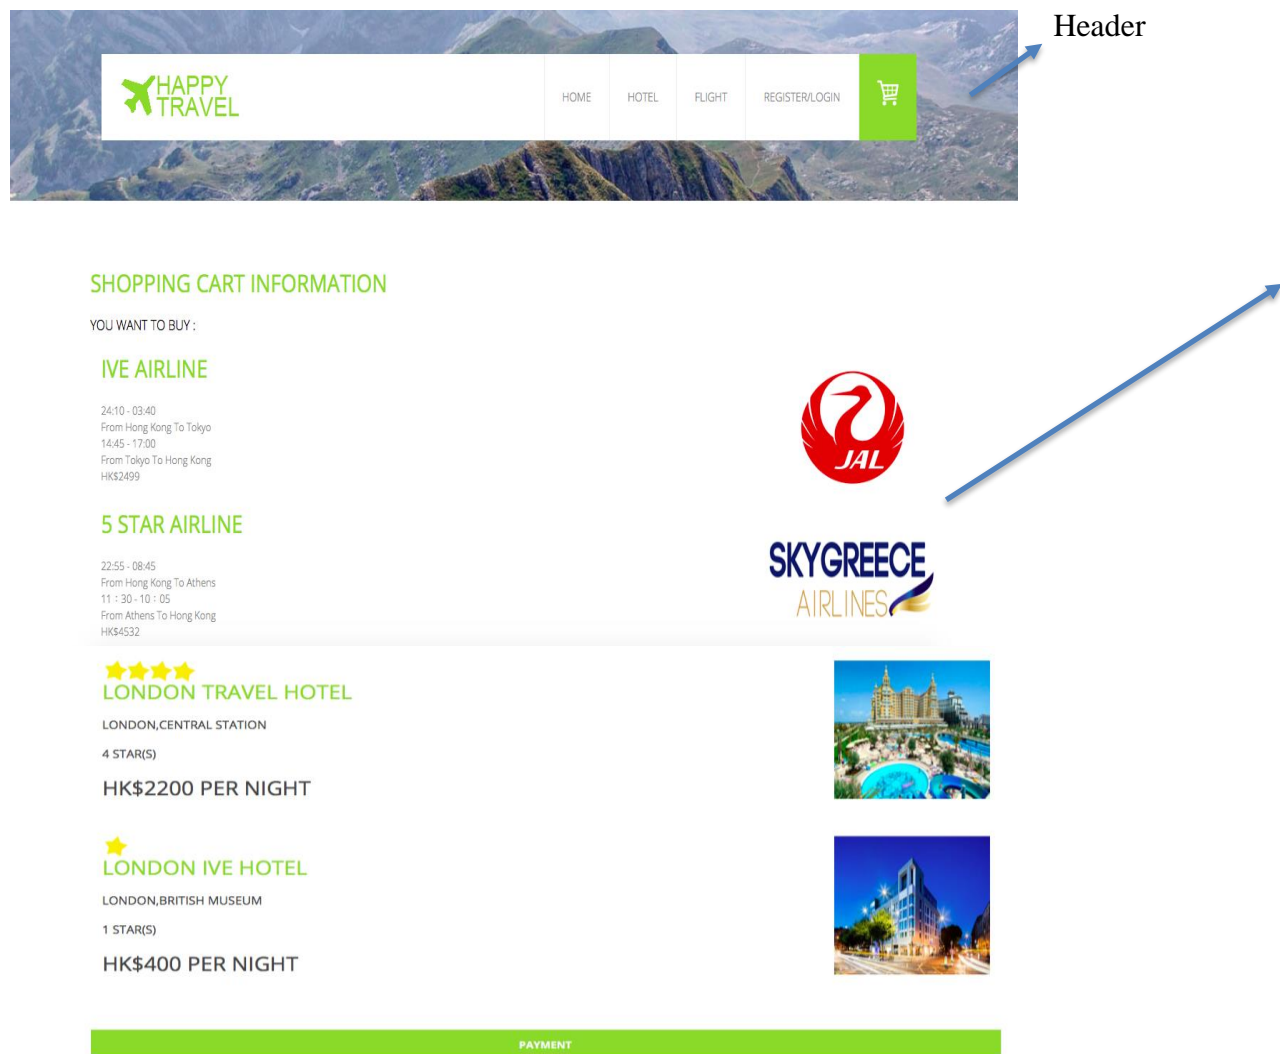 Header
HAPPY
TRAVEL
HOME HOTEL FLIGHT REGISTER/LOGIN
SHOPPING CART INFORMATION
YOU WANT TO BUY :
IVE AIRLINE
24:10 - 03:40
From Hong Kong To Tokyo
14:45 - 17:00
From Tokyo To Hong Kong
HK$2499
JAL
5 STAR AIRLINE
22:55 - 08:45
From Hong Kong To Athens
11：30 - 10：05
From Athens To Hong Kong
HK$4532
SKYGREECE
AIRLINES
LONDON TRAVEL HOTEL
LONDON,CENTRAL STATION
4 STAR(S)
HK$2200 PER NIGHT
LONDON IVE HOTEL
LONDON,BRITISH MUSEUM
1 STAR(S)
HK$400 PER NIGHT
PAYMENT